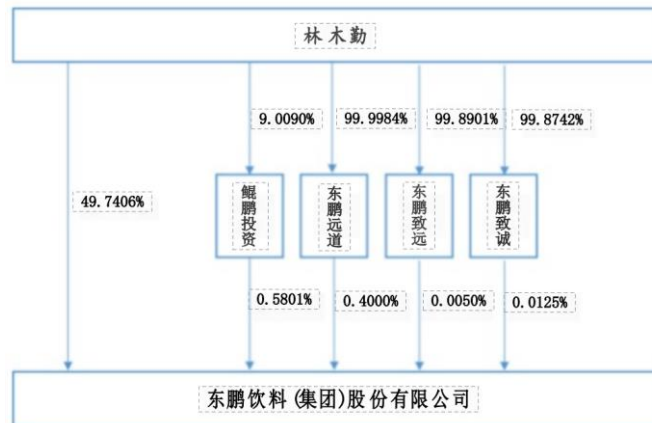 林木勤
9.0090%
99.9984%
99.8901%
99.8742%
49.7406%
鲲鹏投资
东鹏远道
东鹏致远
东鹏致诚
0.5801%
0.4000%
0.0050%
0.0125%
东鹏饮料(集团)股份有限公司